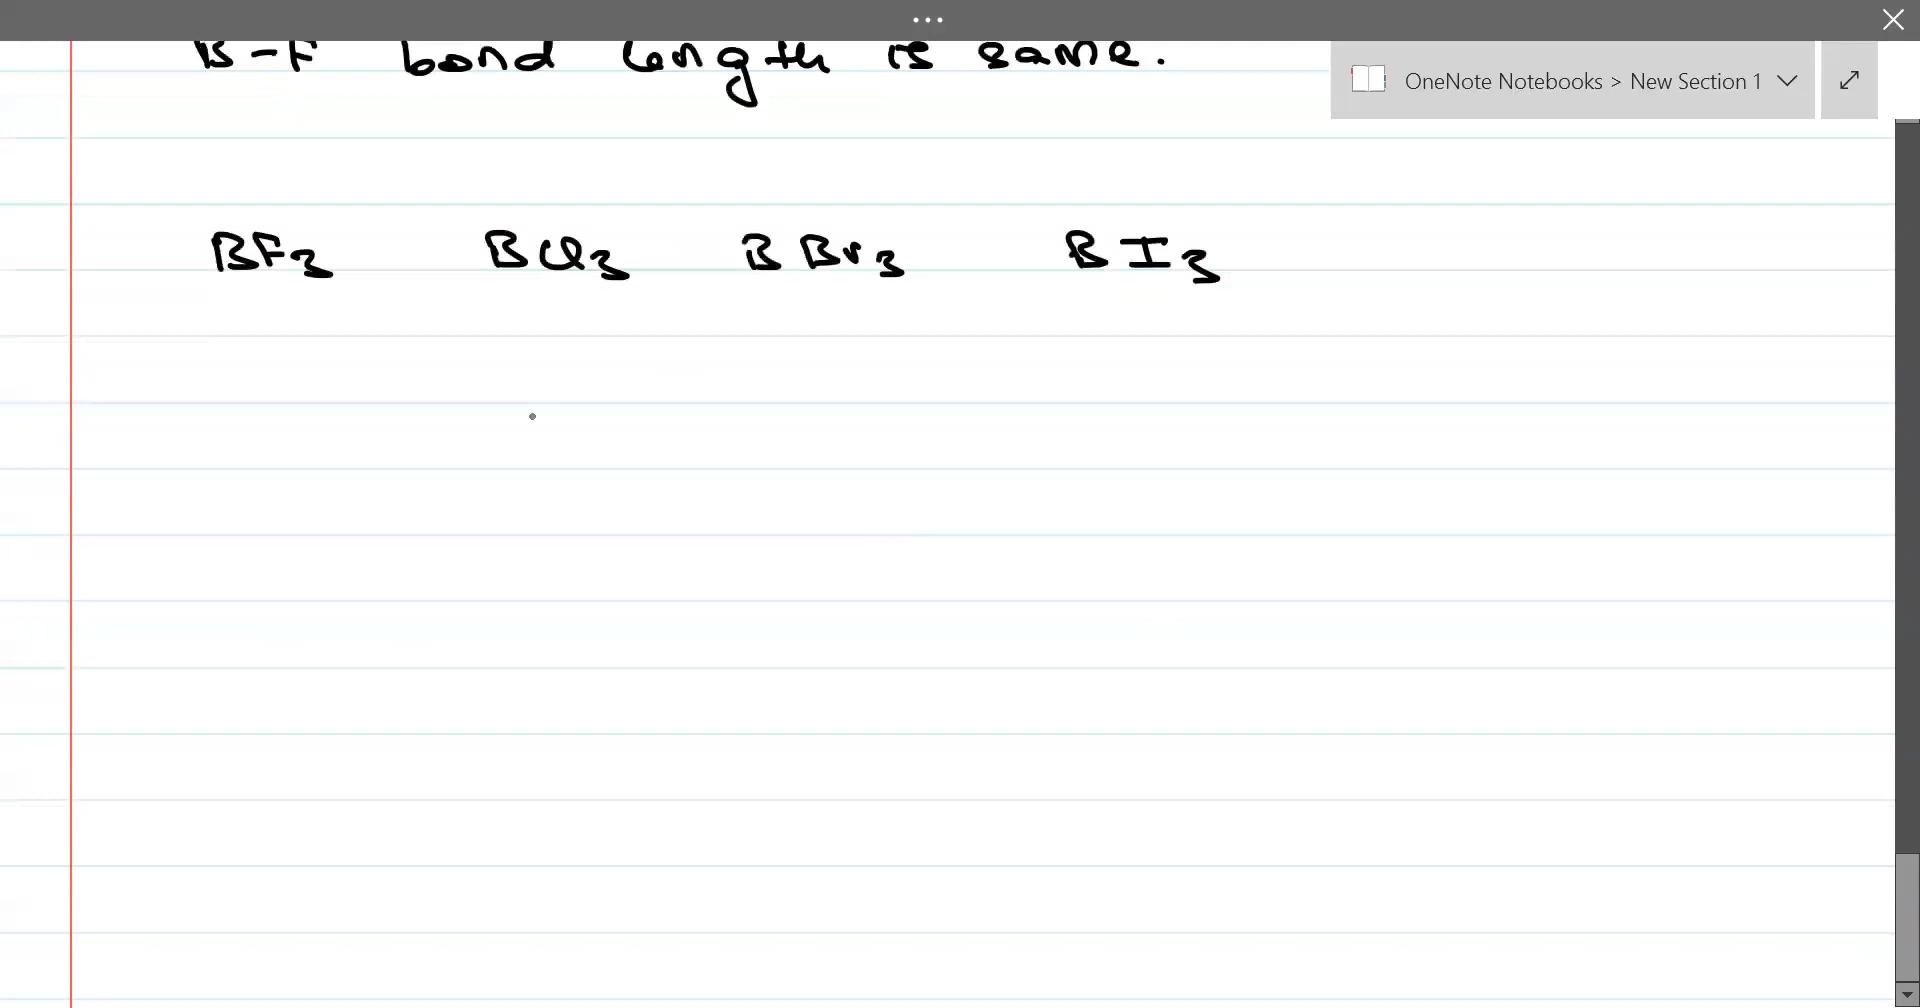 ...
B-F bond length is same.
OneNote Notebooks > New Section 1
BF3 BCl3 BBr3 BI3